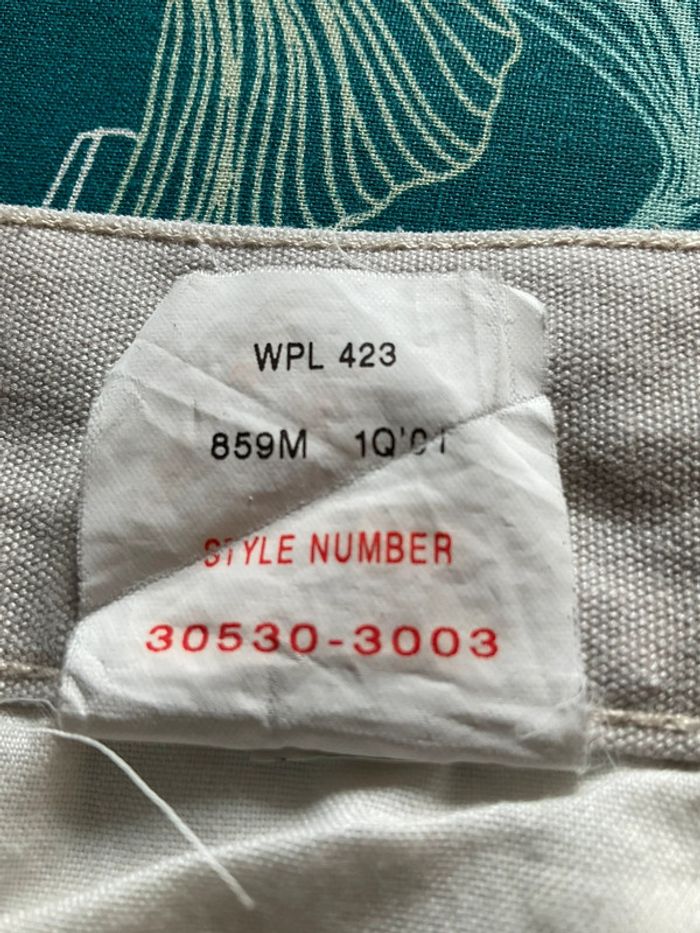 WPL 423
859M 1Q'01
STYLE NUMBER
30530-3003